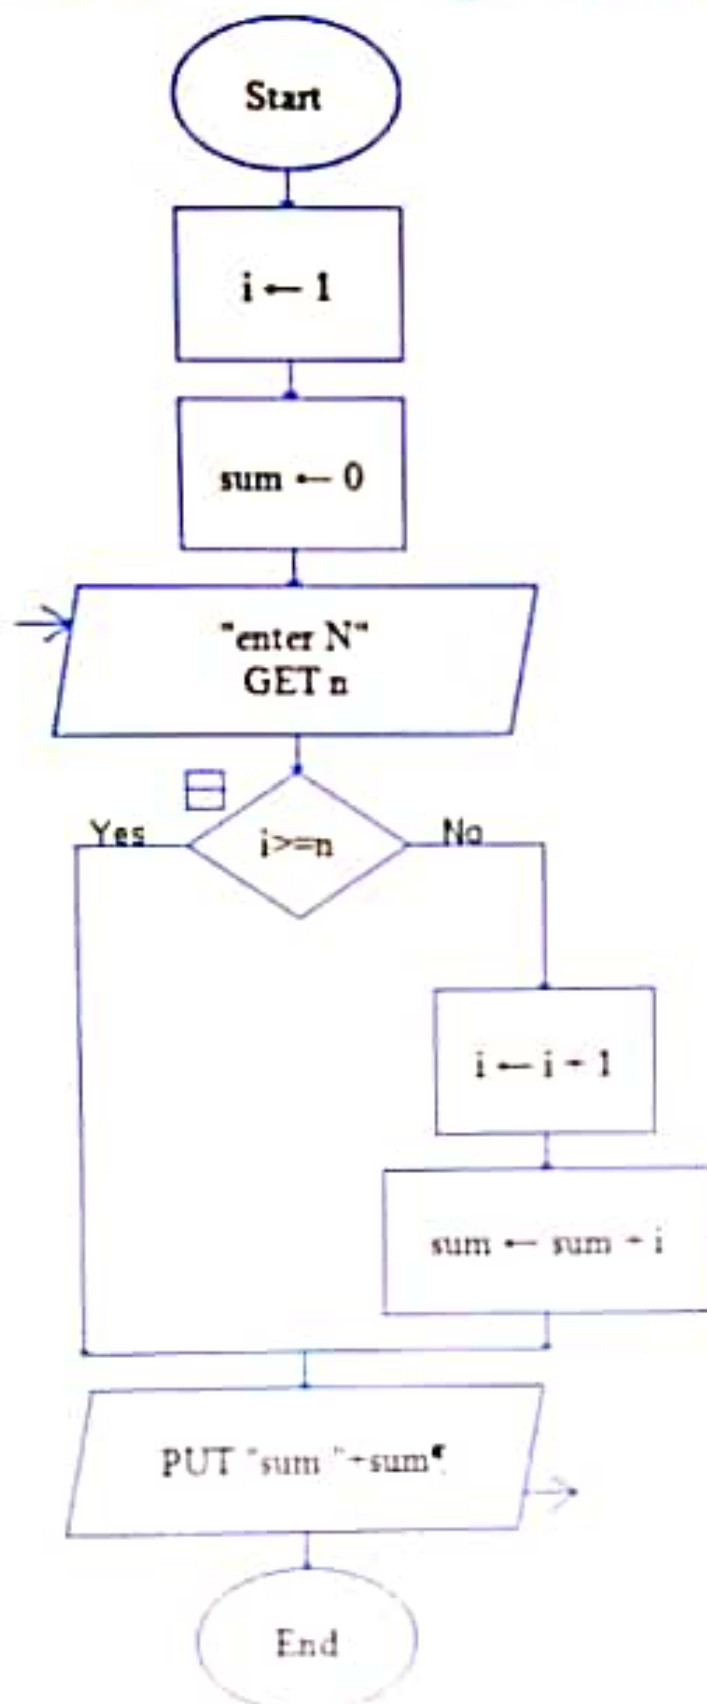 Start
i ← 1
sum ← 0
"enter N"
GET n
Yes
i>=n
No
i ← i + 1
sum ← sum + i
PUT "sum "+sum¶
End